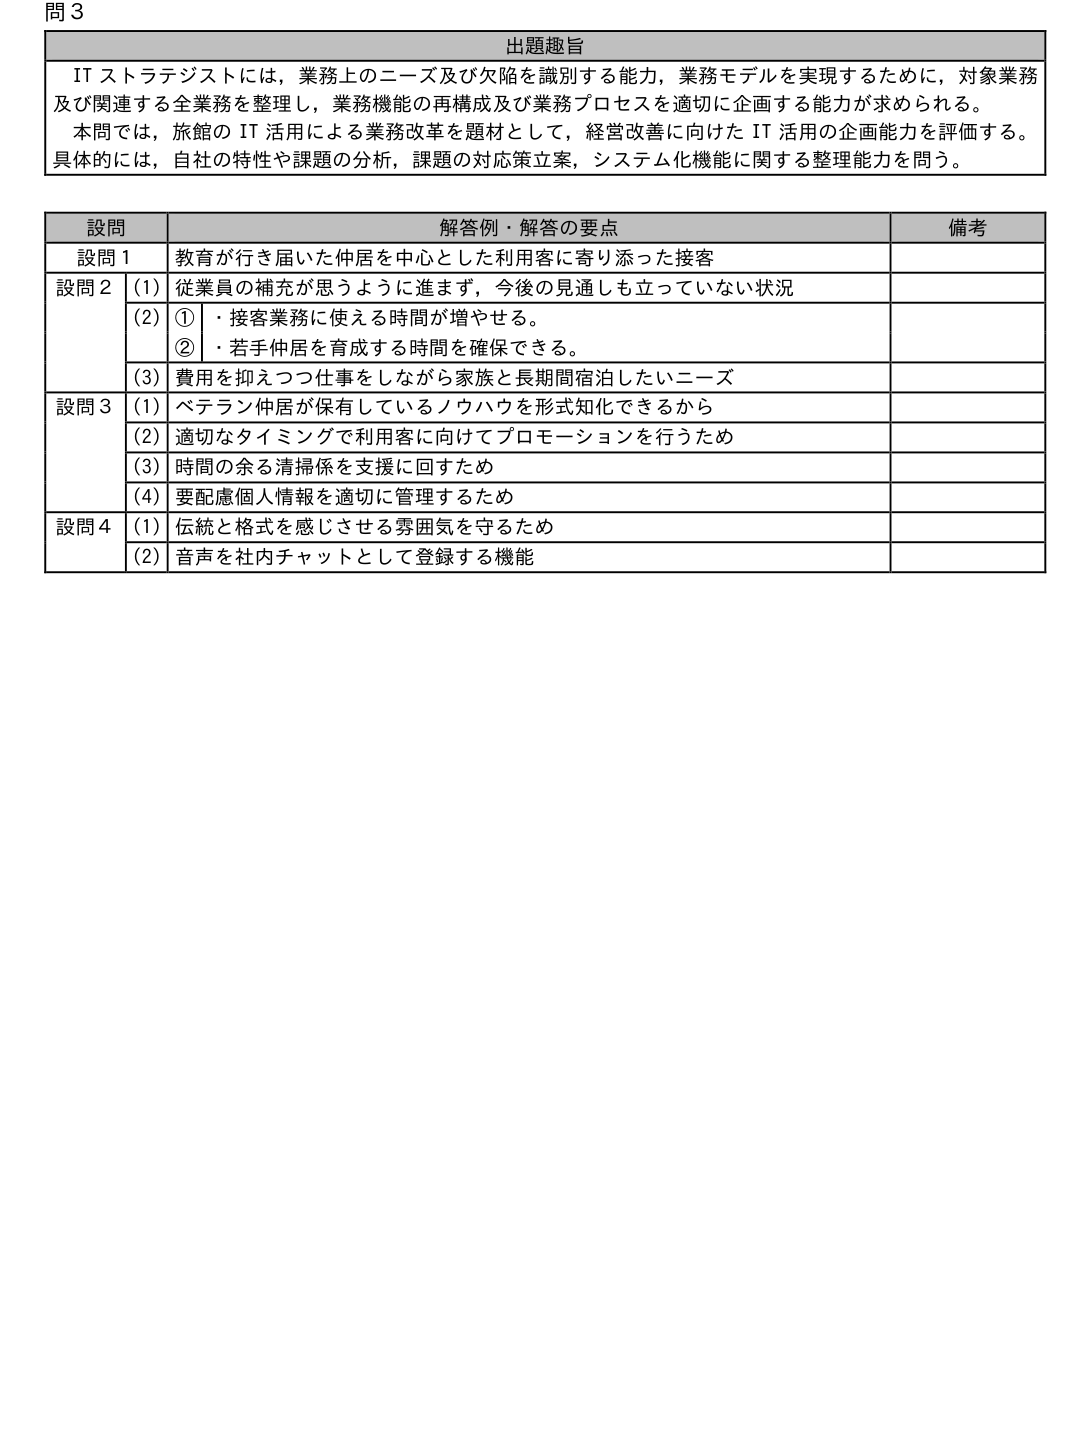 問３
出題趣旨
IT ストラテジストには，業務上のニーズ及び欠陥を識別する能力，業務モデルを実現するために，対象業務
及び関連する全業務を整理し，業務機能の再構成及び業務プロセスを適切に企画する能力が求められる。
本問では，旅館の IT 活用による業務改革を題材として，経営改善に向けた IT 活用の企画能力を評価する。
具体的には，自社の特性や課題の分析，課題の対応策立案，システム化機能に関する整理能力を問う。
設問 解答例・解答の要点 備考
設問１ 教育が行き届いた仲居を中心とした利用客に寄り添った接客
設問２ (1) 従業員の補充が思うように進まず，今後の見通しも立っていない状況
(2) ① ・接客業務に使える時間が増やせる。
② ・若手仲居を育成する時間を確保できる。
(3) 費用を抑えつつ仕事をしながら家族と長期間宿泊したいニーズ
設問３ (1) ベテラン仲居が保有しているノウハウを形式知化できるから
(2) 適切なタイミングで利用客に向けてプロモーションを行うため
(3) 時間の余る清掃係を支援に回すため
(4) 要配慮個人情報を適切に管理するため
設問４ (1) 伝統と格式を感じさせる雰囲気を守るため
(2) 音声を社内チャットとして登録する機能